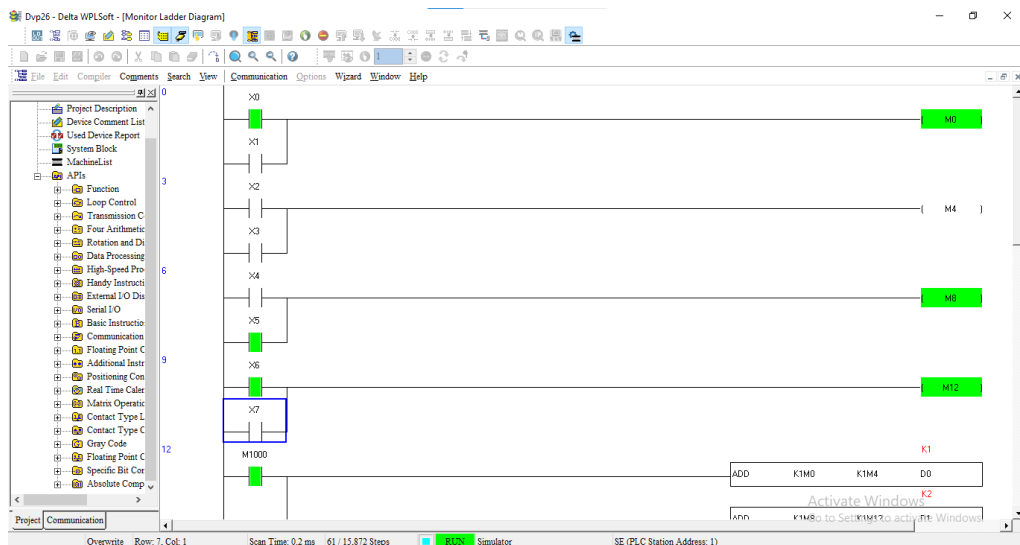 Dvp26 - Delta WPLSoft - [Monitor Ladder Diagram]
1
File Edit Compiler Comments Search View Communication Options Wizard Window Help
Project Description
Device Comment List
Used Device Report
System Block
MachineList
APIs
Function
Loop Control
Transmission C
Four Arithmetic
Rotation and Di
Data Processing
High-Speed Pro
Handy Instructi
External I/O Dis
Serial I/O
Basic Instructio
Communication
Floating Point C
Additional Instr
Positioning Con
Real Time Caler
Matrix Operatic
Contact Type L
Contact Type C
Gray Code
Floating Point C
Specific Bit Cor
Absolute Comp
Project Communication
0
X0
M0
X1
3
X2
M4
X3
6
X4
M8
X5
9
X6
M12
X7
12
M1000
K1
ADD K1M0 K1M4 D0
K2
ADD K1M8 K1M12 D1
Activate Windows
Go to Settings to activate Windows.
Overwrite Row: 7, Col: 1 Scan Time: 0.2 ms 61 / 15.872 Steps RUN Simulator SE (PLC Station Address: 1)